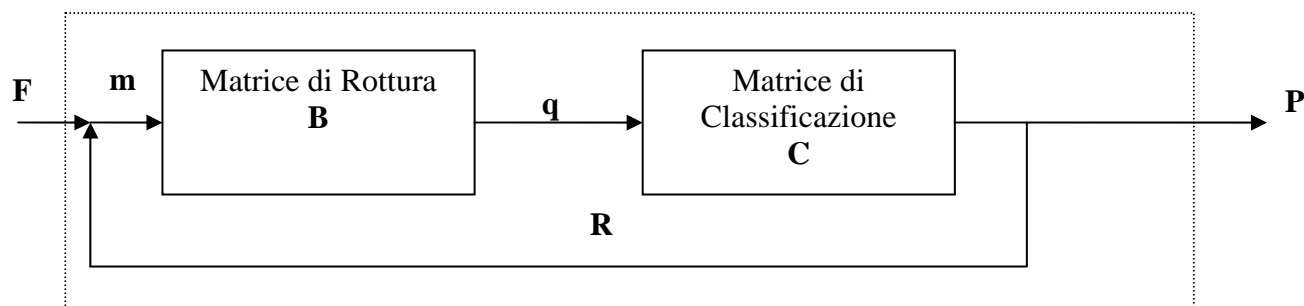 F
m
Matrice di Rottura
B
q
Matrice di
Classificazione
C
P
R